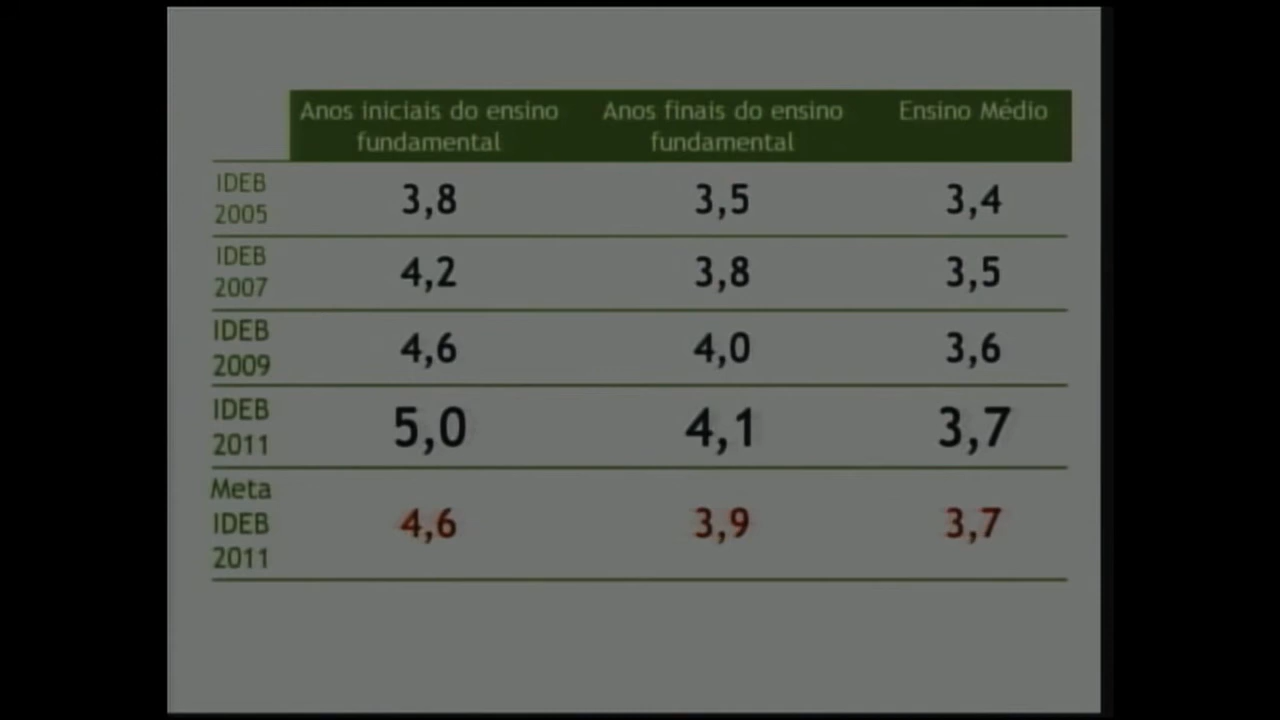 Anos iniciais do ensino fundamental Anos finais do ensino fundamental Ensino Médio
IDEB 2005 3,8 3,5 3,4
IDEB 2007 4,2 3,8 3,5
IDEB 2009 4,6 4,0 3,6
IDEB 2011 5,0 4,1 3,7
Meta IDEB 2011 4,6 3,9 3,7